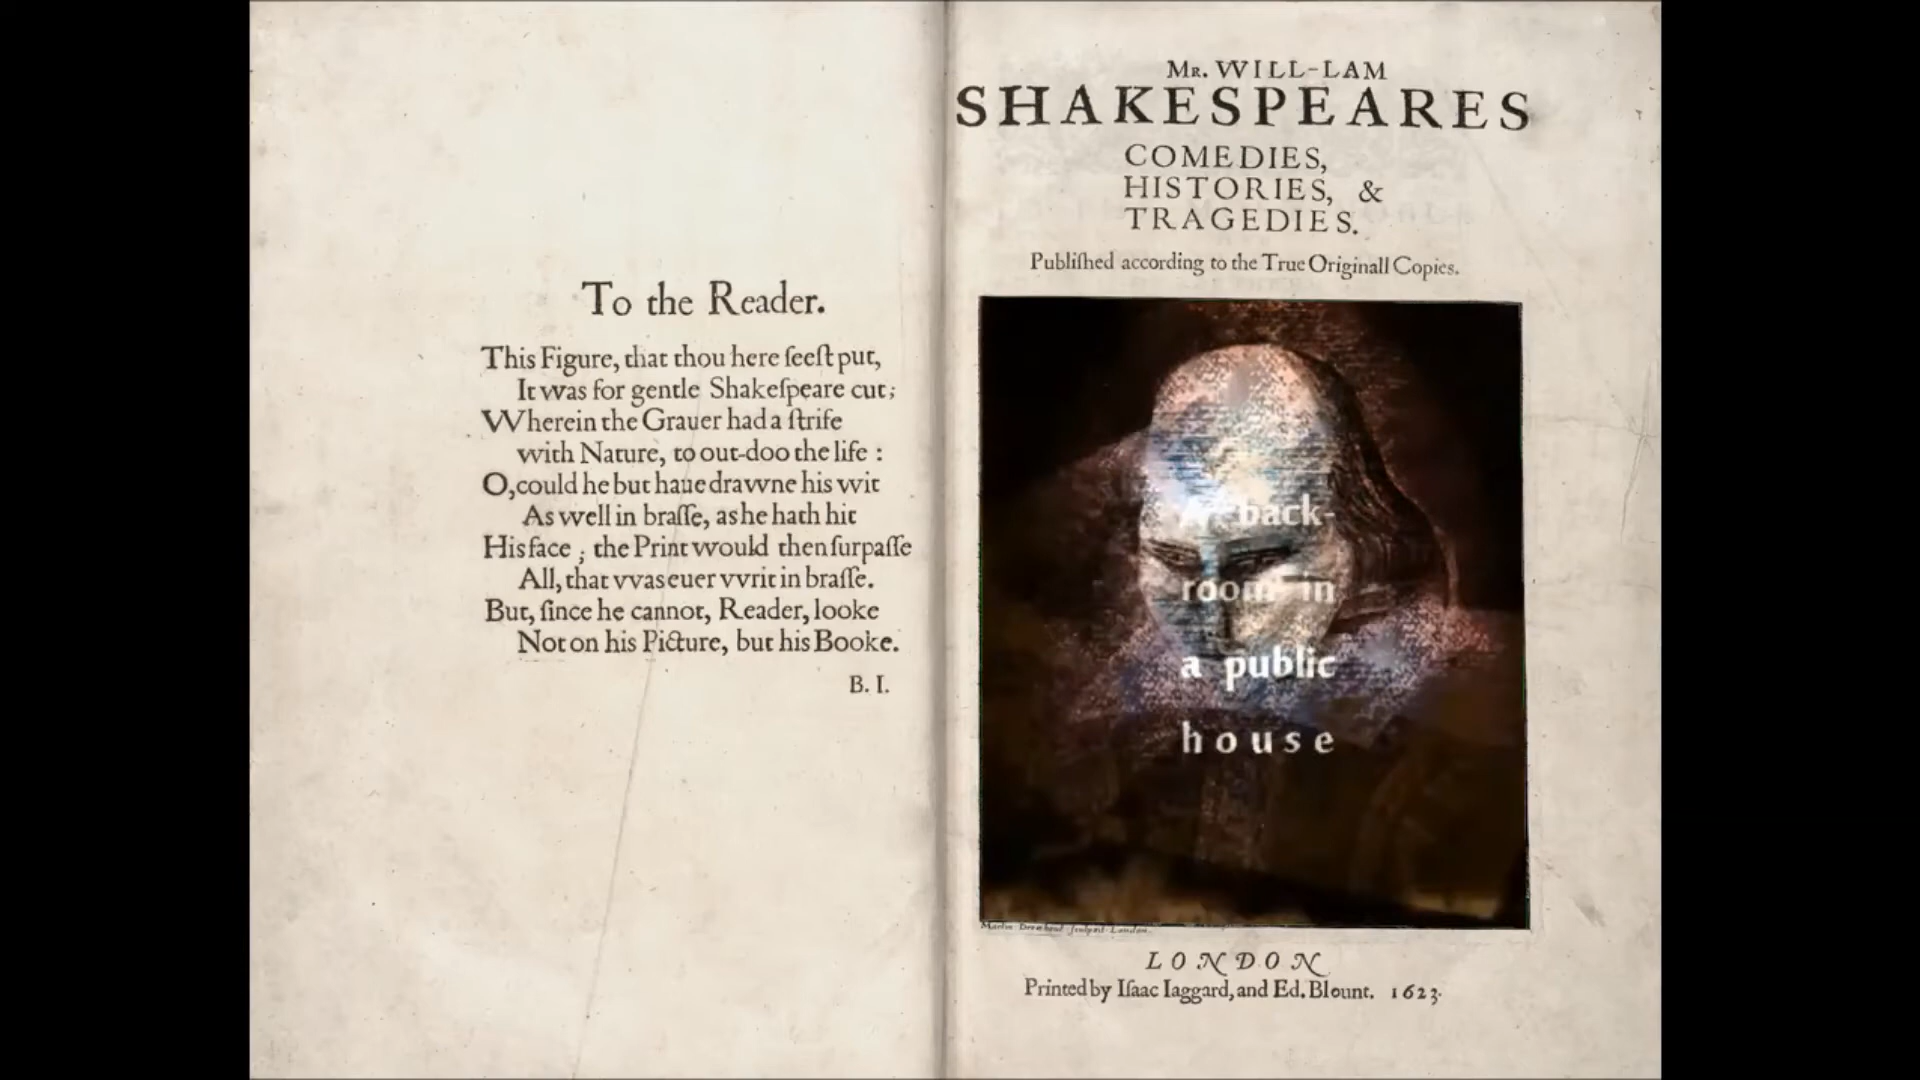 To the Reader.
This Figure, that thou here ſeeſt put,
It was for gentle Shakeſpeare cut;
Wherein the Grauer had a ſtrife
with Nature, to out-doo the life :
O, could he but haue drawne his wit
As well in braſſe, as he hath hit
His face ; the Print would then ſurpaſſe
All, that vvas euer vvrit in braſſe.
But, ſince he cannot, Reader, looke
Not on his Picture, but his Booke.
B. I.
MR. WILL-LAM
SHAKESPEARES
COMEDIES,
HISTORIES, &
TRAGEDIES.
Publiſhed according to the True Originall Copies.
back-
room in
a public
house
Martin Droeshout sculpsit London.
LONDON
Printed by Iſaac Iaggard, and Ed. Blount. 1623.